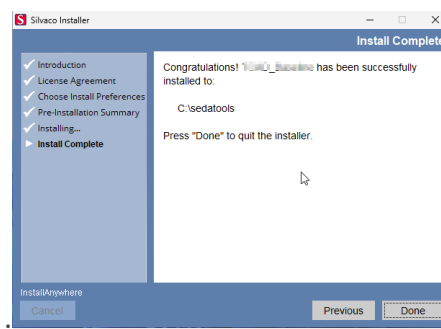 Silvaco Installer
Install Complete
Introduction
License Agreement
Choose Install Preferences
Pre-Installation Summary
Installing...
Install Complete
Congratulations! has been successfully
installed to:
C:\sedatools
Press "Done" to quit the installer.
InstallAnywhere
Cancel
Previous
Done